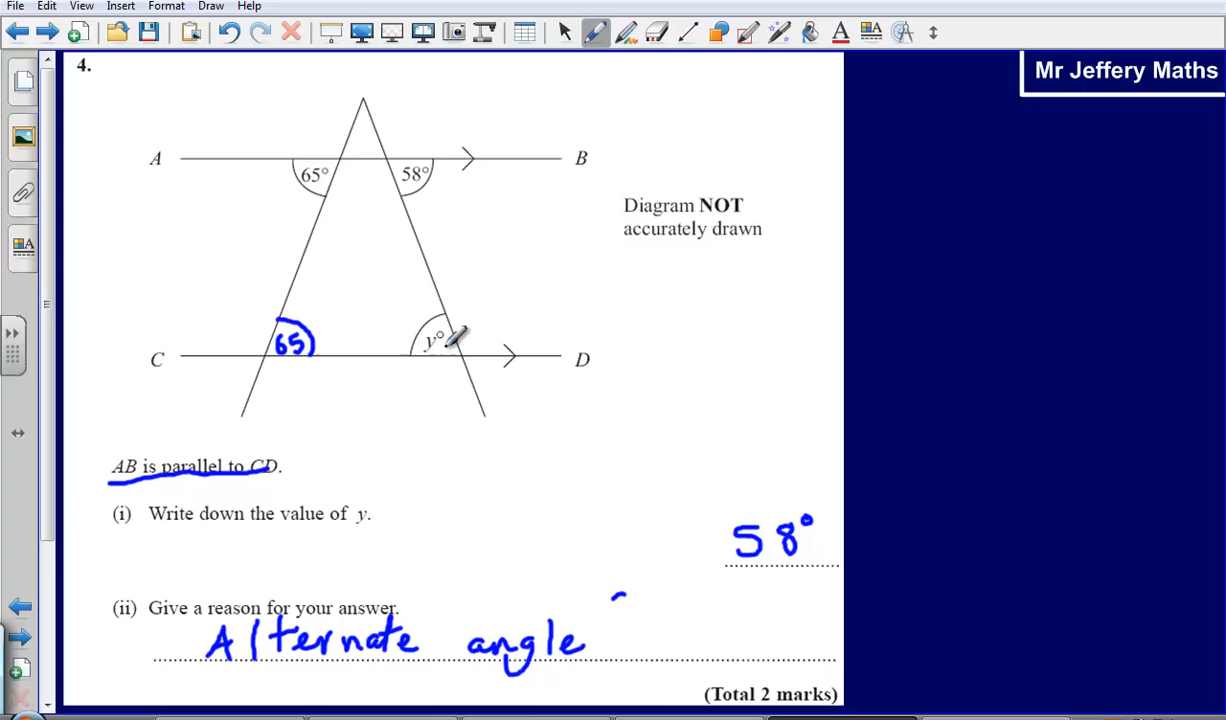 File Edit View Insert Format Draw Help
Mr Jeffery Maths
4.
A B
65° 58°
Diagram NOT
accurately drawn
65 y°
C D
AB is parallel to CD.
(i) Write down the value of y.
58°
(ii) Give a reason for your answer.
Alternate angle
(Total 2 marks)